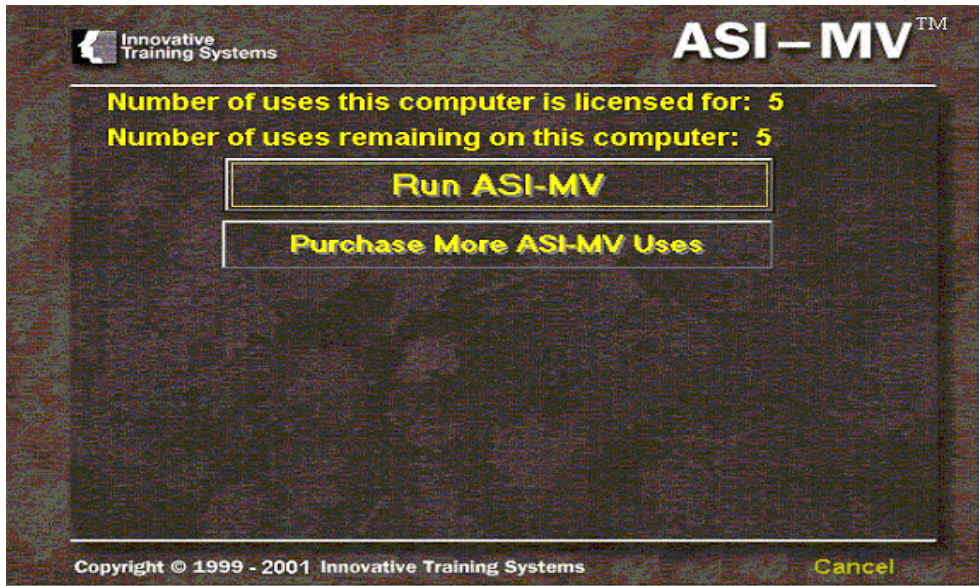 Innovative
Training Systems
ASI – MV™
Number of uses this computer is licensed for: 5
Number of uses remaining on this computer: 5
Run ASI-MV
Purchase More ASI-MV Uses
Copyright © 1999 - 2001 Innovative Training Systems
Cancel